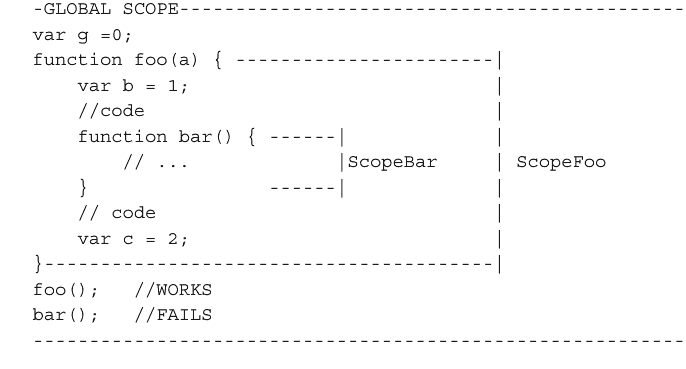 -GLOBAL SCOPE---------------------------------------------
var g =0;
function foo(a) { -----------------------|
    var b = 1;                           |
    //code                               |
    function bar() { ------|             |
        // ...             |ScopeBar     | ScopeFoo
    }                ------|             |
    // code                              |
    var c = 2;                           |
}----------------------------------------|
foo();   //WORKS
bar();   //FAILS
----------------------------------------------------------